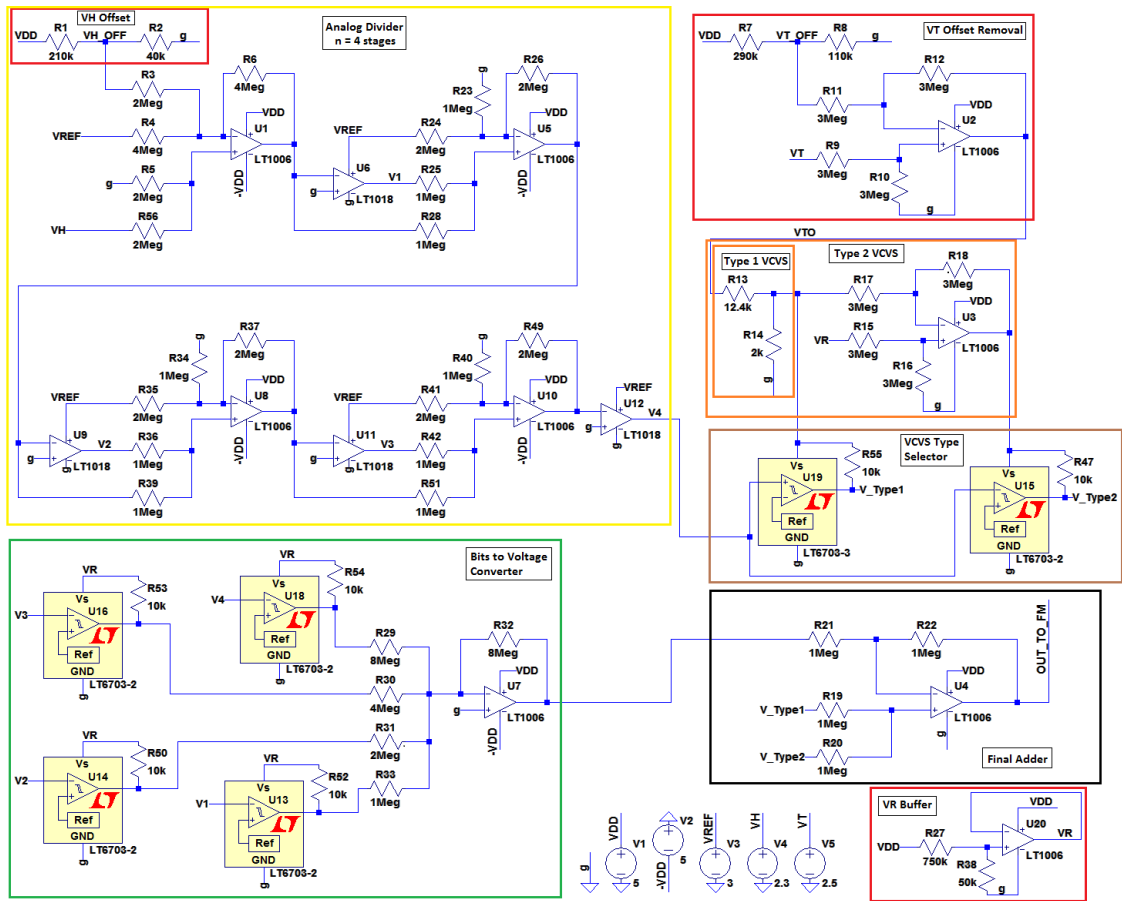 VH Offset
VDD
R1
210k
VH_OFF
R2
40k
g
Analog Divider
n = 4 stages
R3
2Meg
R6
4Meg
VREF
R4
4Meg
VDD
U1
LT1006
-VDD
g
R5
2Meg
VH
R56
2Meg
VREF
U6
LT1018
g
g
V1
g
R23
1Meg
R24
2Meg
R25
1Meg
R28
1Meg
R26
2Meg
VDD
U5
LT1006
-VDD
VT Offset Removal
VDD
R7
290k
VT_OFF
R8
110k
g
R12
3Meg
R11
3Meg
VDD
U2
LT1006
VT
R9
3Meg
R10
3Meg
g
VTO
Type 1 VCVS
R13
12.4k
R14
2k
g
Type 2 VCVS
R17
3Meg
R18
3Meg
VDD
U3
LT1006
VR
R15
3Meg
R16
3Meg
g
VREF
U9
LT1018
g
g
V2
g
R34
1Meg
R35
2Meg
R36
1Meg
R39
1Meg
R37
2Meg
VDD
U8
LT1006
-VDD
VREF
U11
LT1018
g
g
V3
g
R40
1Meg
R41
2Meg
R42
1Meg
R51
1Meg
R49
2Meg
VDD
U10
LT1006
-VDD
VREF
U12
LT1018
g
g
V4
VCVS Type
Selector
Vs
U19
Ref
GND
LT6703-3
g
R55
10k
V_Type1
Vs
U15
Ref
GND
LT6703-2
g
R47
10k
V_Type2
Bits to Voltage
Converter
VR
V3
Vs
U16
Ref
GND
LT6703-2
g
R53
10k
VR
V4
Vs
U18
Ref
GND
LT6703-2
g
R54
10k
VR
V2
Vs
U14
Ref
GND
LT6703-2
g
R50
10k
VR
V1
Vs
U13
Ref
GND
LT6703-2
g
R52
10k
R29
8Meg
R30
4Meg
R31
2Meg
R33
1Meg
R32
8Meg
g
VDD
U7
LT1006
-VDD
R21
1Meg
R22
1Meg
OUT_TO_FM
VDD
U4
LT1006
g
V_Type1
R19
1Meg
V_Type2
R20
1Meg
Final Adder
g
VDD
V1
5
V2
5
-VDD
VREF
V3
3
VH
V4
2.3
VT
V5
2.5
VR Buffer
VDD
R27
750k
R38
50k
g
VDD
U20
LT1006
VR